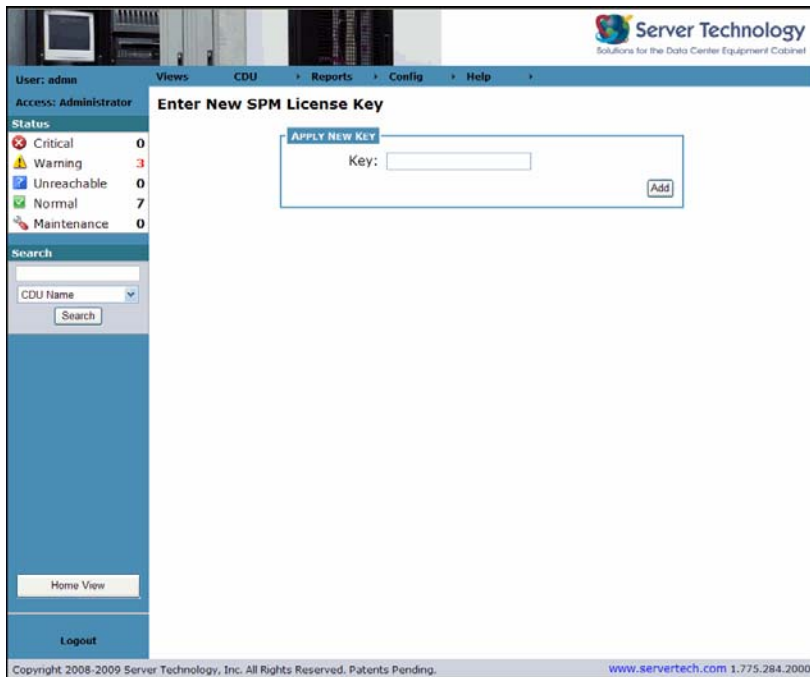 Server Technology
Solutions for the Data Center Equipment Cabinet
User: admn
Access: Administrator
Views CDU Reports Config Help
Enter New SPM License Key
Status
Critical 0
Warning 3
Unreachable 0
Normal 7
Maintenance 0
APPLY NEW KEY
Key:
Add
Search
CDU Name
Search
Home View
Logout
Copyright 2008-2009 Server Technology, Inc. All Rights Reserved. Patents Pending.
www.servertech.com 1.775.284.2000